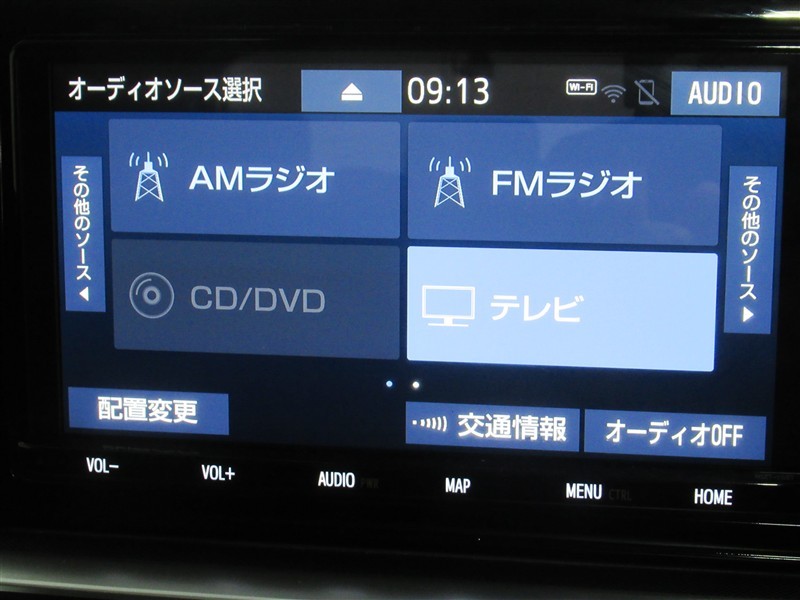 オーディオソース選択
09:13
Wi-Fi
AUDIO
その他のソース
AMラジオ
FMラジオ
その他のソース
CD/DVD
テレビ
配置変更
交通情報
オーディオOFF
VOL-
VOL+
AUDIO PWR
MAP
MENU CTRL
HOME